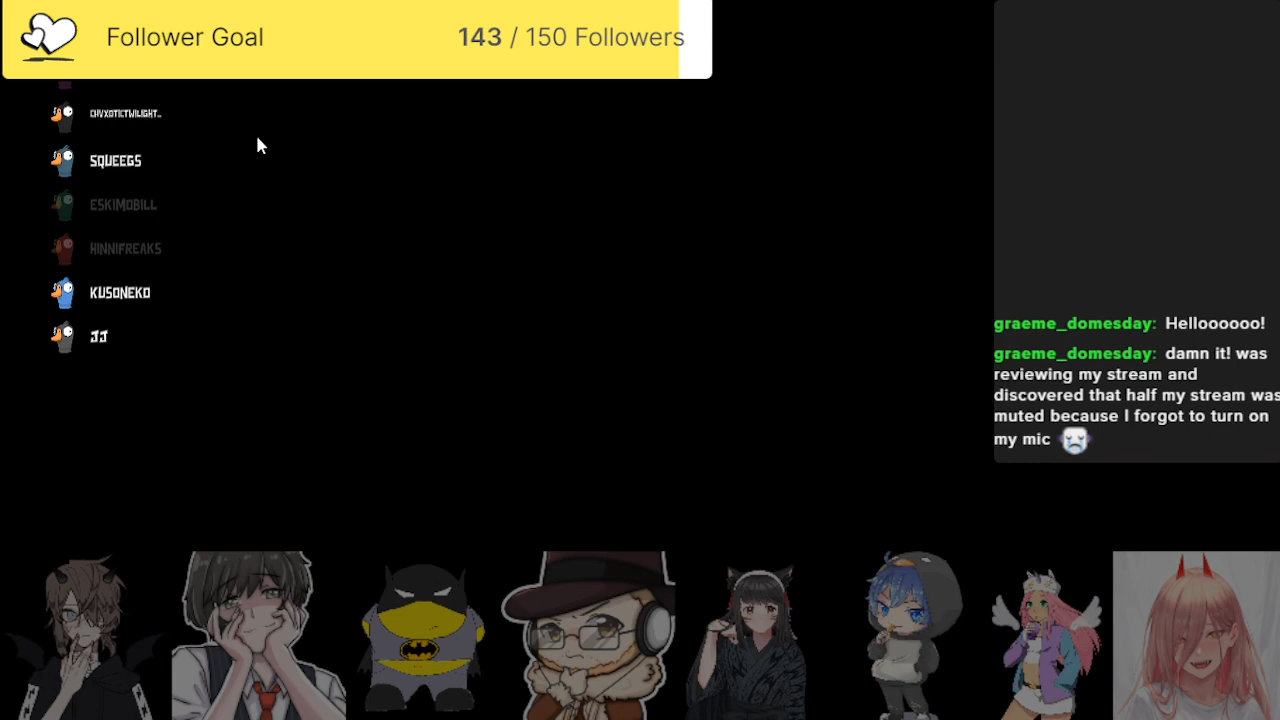 Follower Goal
143 / 150 Followers
CHVXOTICTWILIGHT...
SQUEEGS
ESKIMOBILL
HINNIFREAKS
KUSONEKO
JJ
graeme_domesday: Helloooooo!
graeme_domesday: damn it! was
reviewing my stream and
discovered that half my stream was
muted because I forgot to turn on
my mic